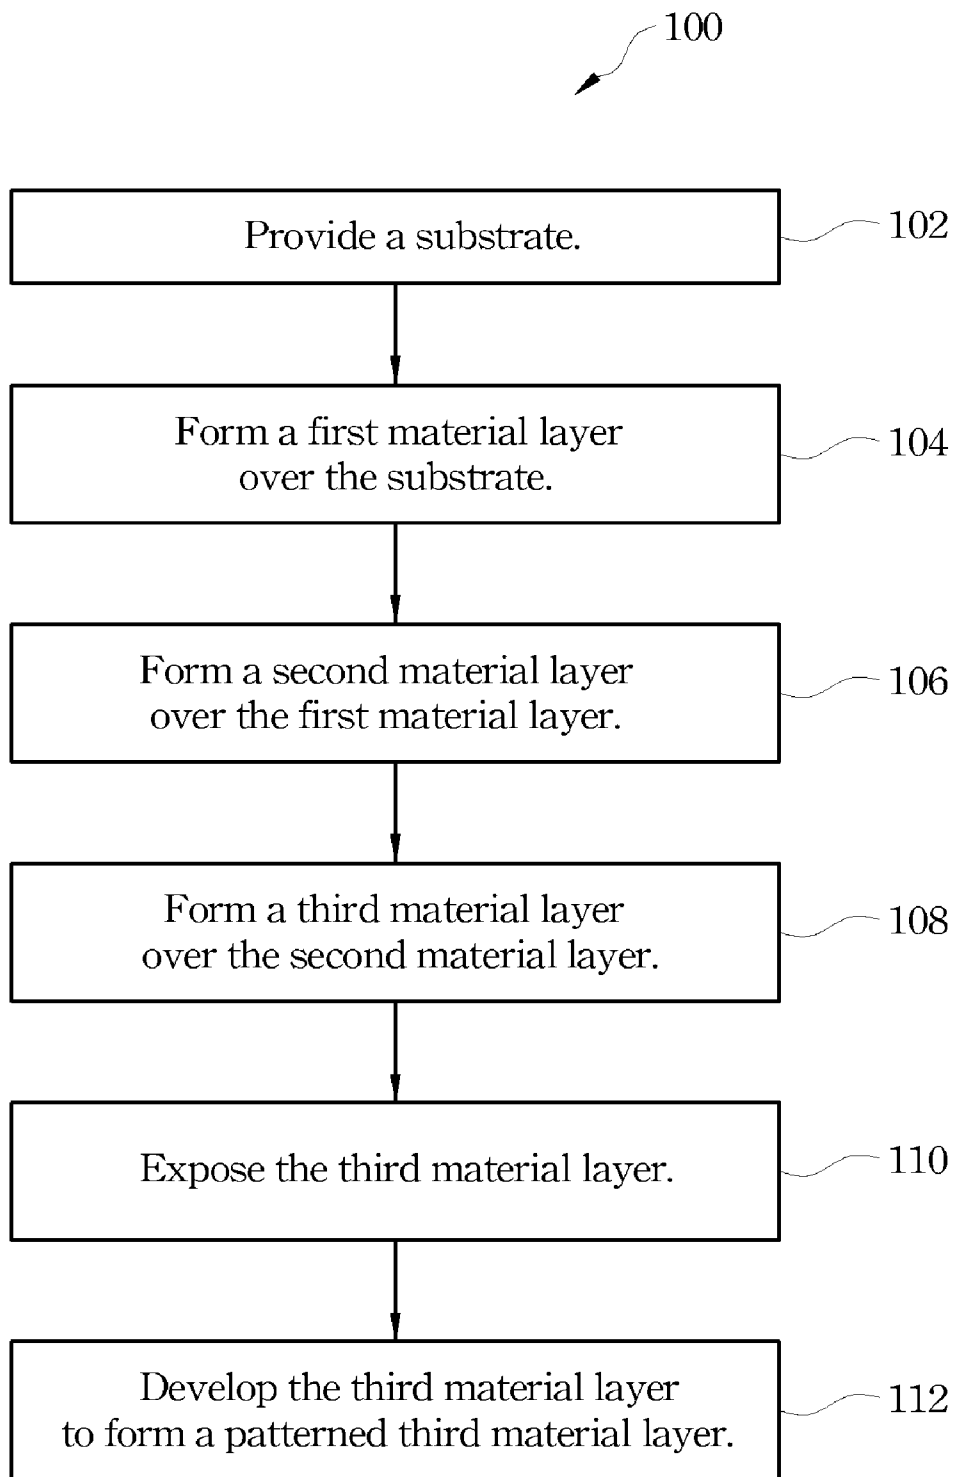 100
Provide a substrate.
102
Form a first material layer
over the substrate.
104
Form a second material layer
over the first material layer.
106
Form a third material layer
over the second material layer.
108
Expose the third material layer.
110
Develop the third material layer
to form a patterned third material layer.
112